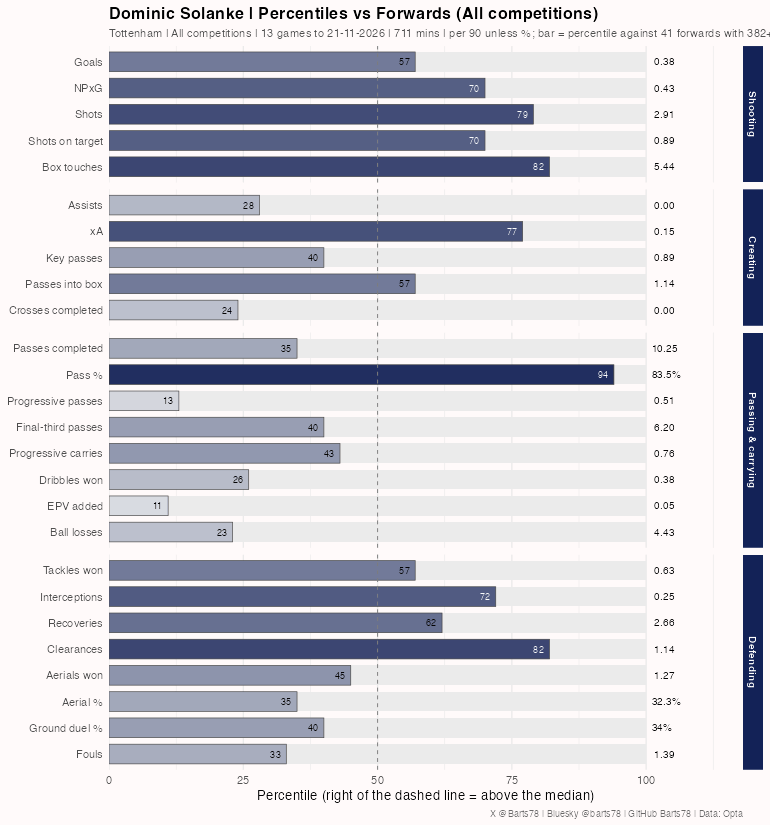 Dominic Solanke | Percentiles vs Forwards (All competitions)
Tottenham | All competitions | 13 games to 21-11-2026 | 711 mins | per 90 unless %; bar = percentile against 41 forwards with 382+
Goals 57 0.38
NPxG 70 0.43
Shots 79 2.91
Shots on target 70 0.89
Box touches 82 5.44
Shooting
Assists 28 0.00
xA 77 0.15
Key passes 40 0.89
Passes into box 57 1.14
Crosses completed 24 0.00
Creating
Passes completed 35 10.25
Pass % 94 83.5%
Progressive passes 13 0.51
Final-third passes 40 6.20
Progressive carries 43 0.76
Dribbles won 26 0.38
EPV added 11 0.05
Ball losses 23 4.43
Passing & carrying
Tackles won 57 0.63
Interceptions 72 0.25
Recoveries 62 2.66
Clearances 82 1.14
Aerials won 45 1.27
Aerial % 35 32.3%
Ground duel % 40 34%
Fouls 33 1.39
Defending
0 25 50 75 100
Percentile (right of the dashed line = above the median)
X @Barts78 | Bluesky @barts78 | GitHub Barts78 | Data: Opta